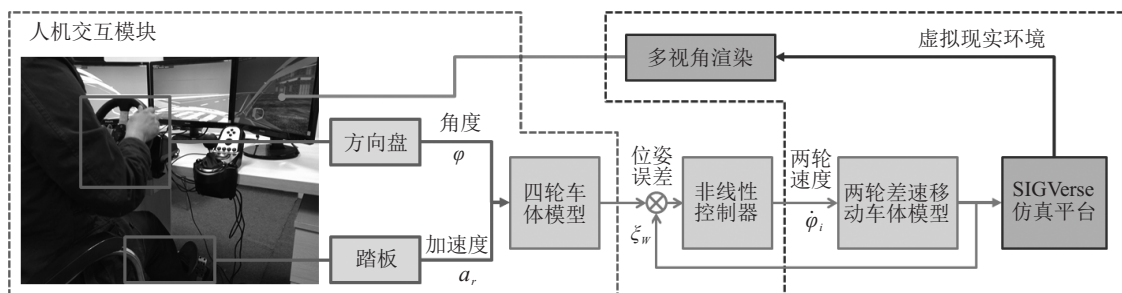 人机交互模块
虚拟现实环境
多视角渲染
方向盘
角度
φ
踏板
加速度
a_r
四轮车
体模型
位姿
误差
ξ_W
非线性
控制器
两轮
速度
φ̇_i
两轮差速移
动车体模型
SIGVerse
仿真平台